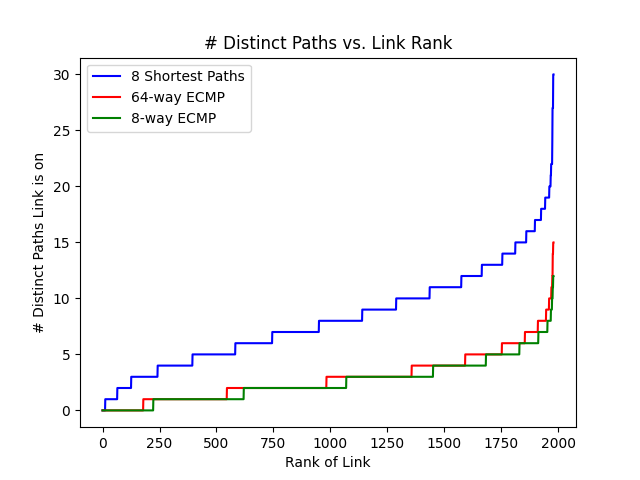 # Distinct Paths vs. Link Rank
8 Shortest Paths
64-way ECMP
8-way ECMP
# Distinct Paths Link is on
30
25
20
15
10
5
0
0 250 500 750 1000 1250 1500 1750 2000
Rank of Link